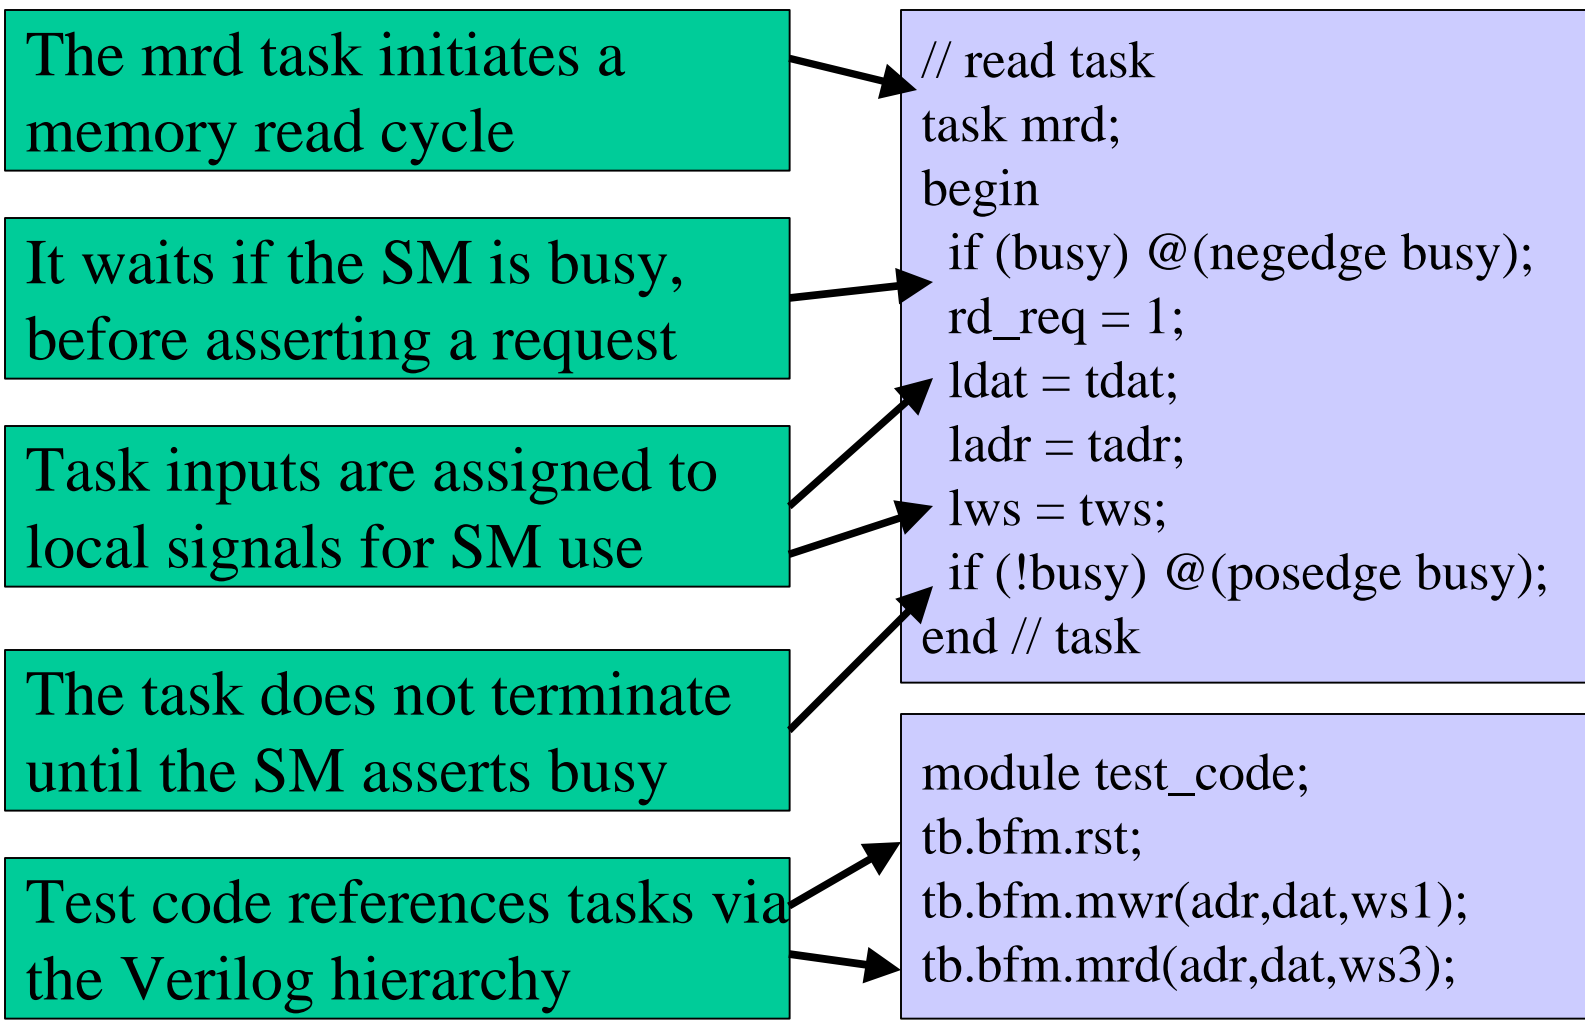 The mrd task initiates a
memory read cycle
It waits if the SM is busy,
before asserting a request
Task inputs are assigned to
local signals for SM use
The task does not terminate
until the SM asserts busy
Test code references tasks via
the Verilog hierarchy
// read task
task mrd;
begin
if (busy) @(negedge busy);
rd_req = 1;
ldat = tdat;
ladr = tadr;
lws = tws;
if (!busy) @(posedge busy);
end // task
module test_code;
tb.bfm.rst;
tb.bfm.mwr(adr,dat,ws1);
tb.bfm.mrd(adr,dat,ws3);